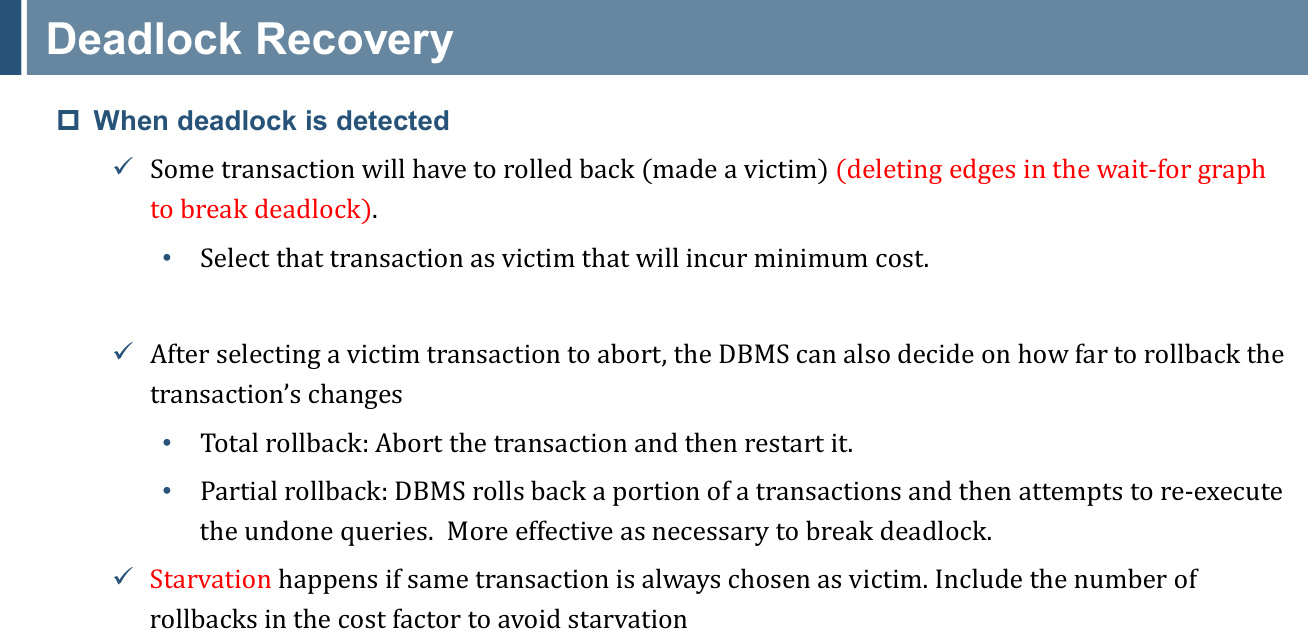 Deadlock Recovery
When deadlock is detected
✓ Some transaction will have to rolled back (made a victim) (deleting edges in the wait-for graph
to break deadlock).
• Select that transaction as victim that will incur minimum cost.
✓ After selecting a victim transaction to abort, the DBMS can also decide on how far to rollback the
transaction’s changes
• Total rollback: Abort the transaction and then restart it.
• Partial rollback: DBMS rolls back a portion of a transactions and then attempts to re-execute
the undone queries.  More effective as necessary to break deadlock.
✓ Starvation happens if same transaction is always chosen as victim. Include the number of
rollbacks in the cost factor to avoid starvation